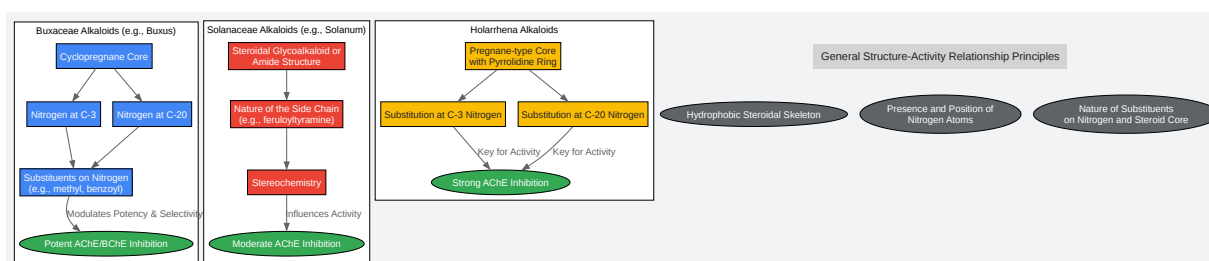 Buxaceae Alkaloids (e.g., Buxus)
Cyclopregnane Core
Nitrogen at C-3
Nitrogen at C-20
Substituents on Nitrogen
(e.g., methyl, benzoyl)
Modulates Potency & Selectivity
Potent AChE/BChE Inhibition
Solanaceae Alkaloids (e.g., Solanum)
Steroidal Glycoalkaloid or
Amide Structure
Nature of the Side Chain
(e.g., feruloyltyramine)
Stereochemistry
Influences Activity
Moderate AChE Inhibition
Holarrhena Alkaloids
Pregnane-type Core
with Pyrrolidine Ring
Substitution at C-3 Nitrogen
Substitution at C-20 Nitrogen
Key for Activity
Key for Activity
Strong AChE Inhibition
General Structure-Activity Relationship Principles
Hydrophobic Steroidal Skeleton
Presence and Position of
Nitrogen Atoms
Nature of Substituents
on Nitrogen and Steroid Core